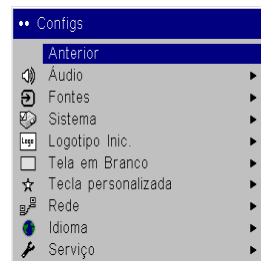 •• Configs
Anterior
Áudio
Fontes
Sistema
Logo Logotipo Inic.
Tela em Branco
Tecla personalizada
Rede
Idioma
Serviço